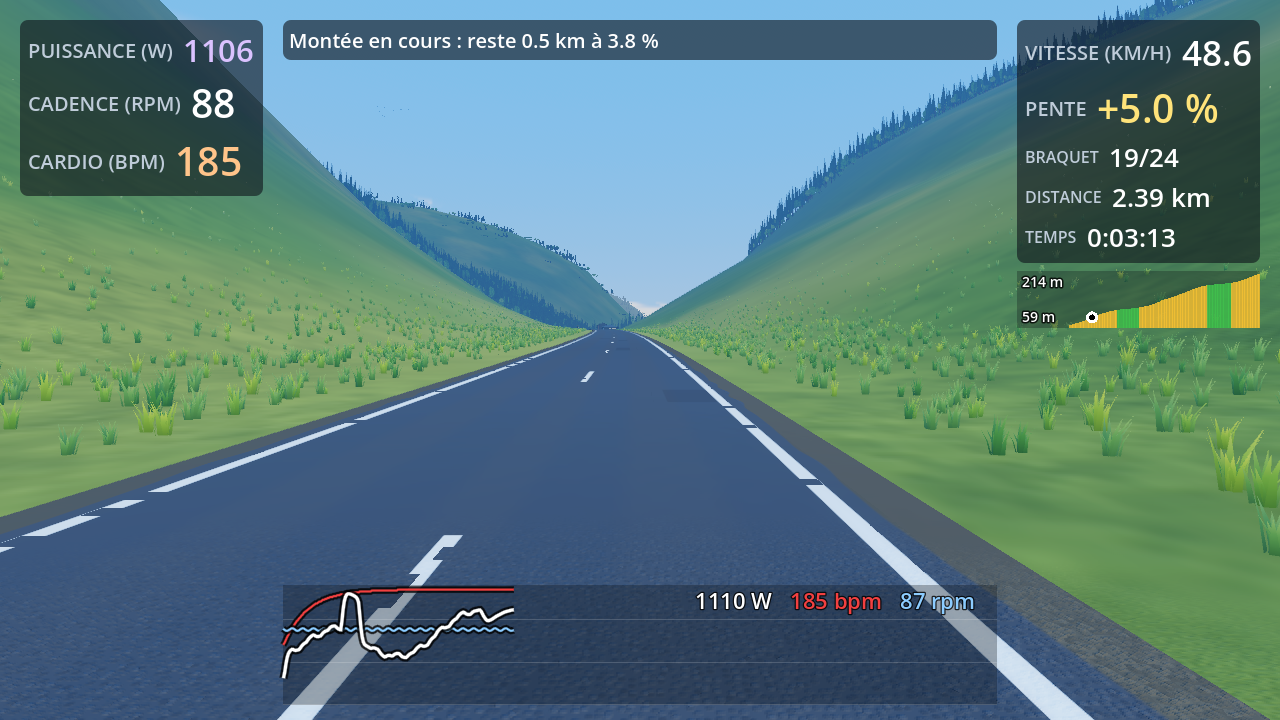 PUISSANCE (W) 1106
CADENCE (RPM) 88
CARDIO (BPM) 185
Montée en cours : reste 0.5 km à 3.8 %
VITESSE (KM/H) 48.6
PENTE +5.0 %
BRAQUET 19/24
DISTANCE 2.39 km
TEMPS 0:03:13
214 m
59 m
1110 W 185 bpm 87 rpm